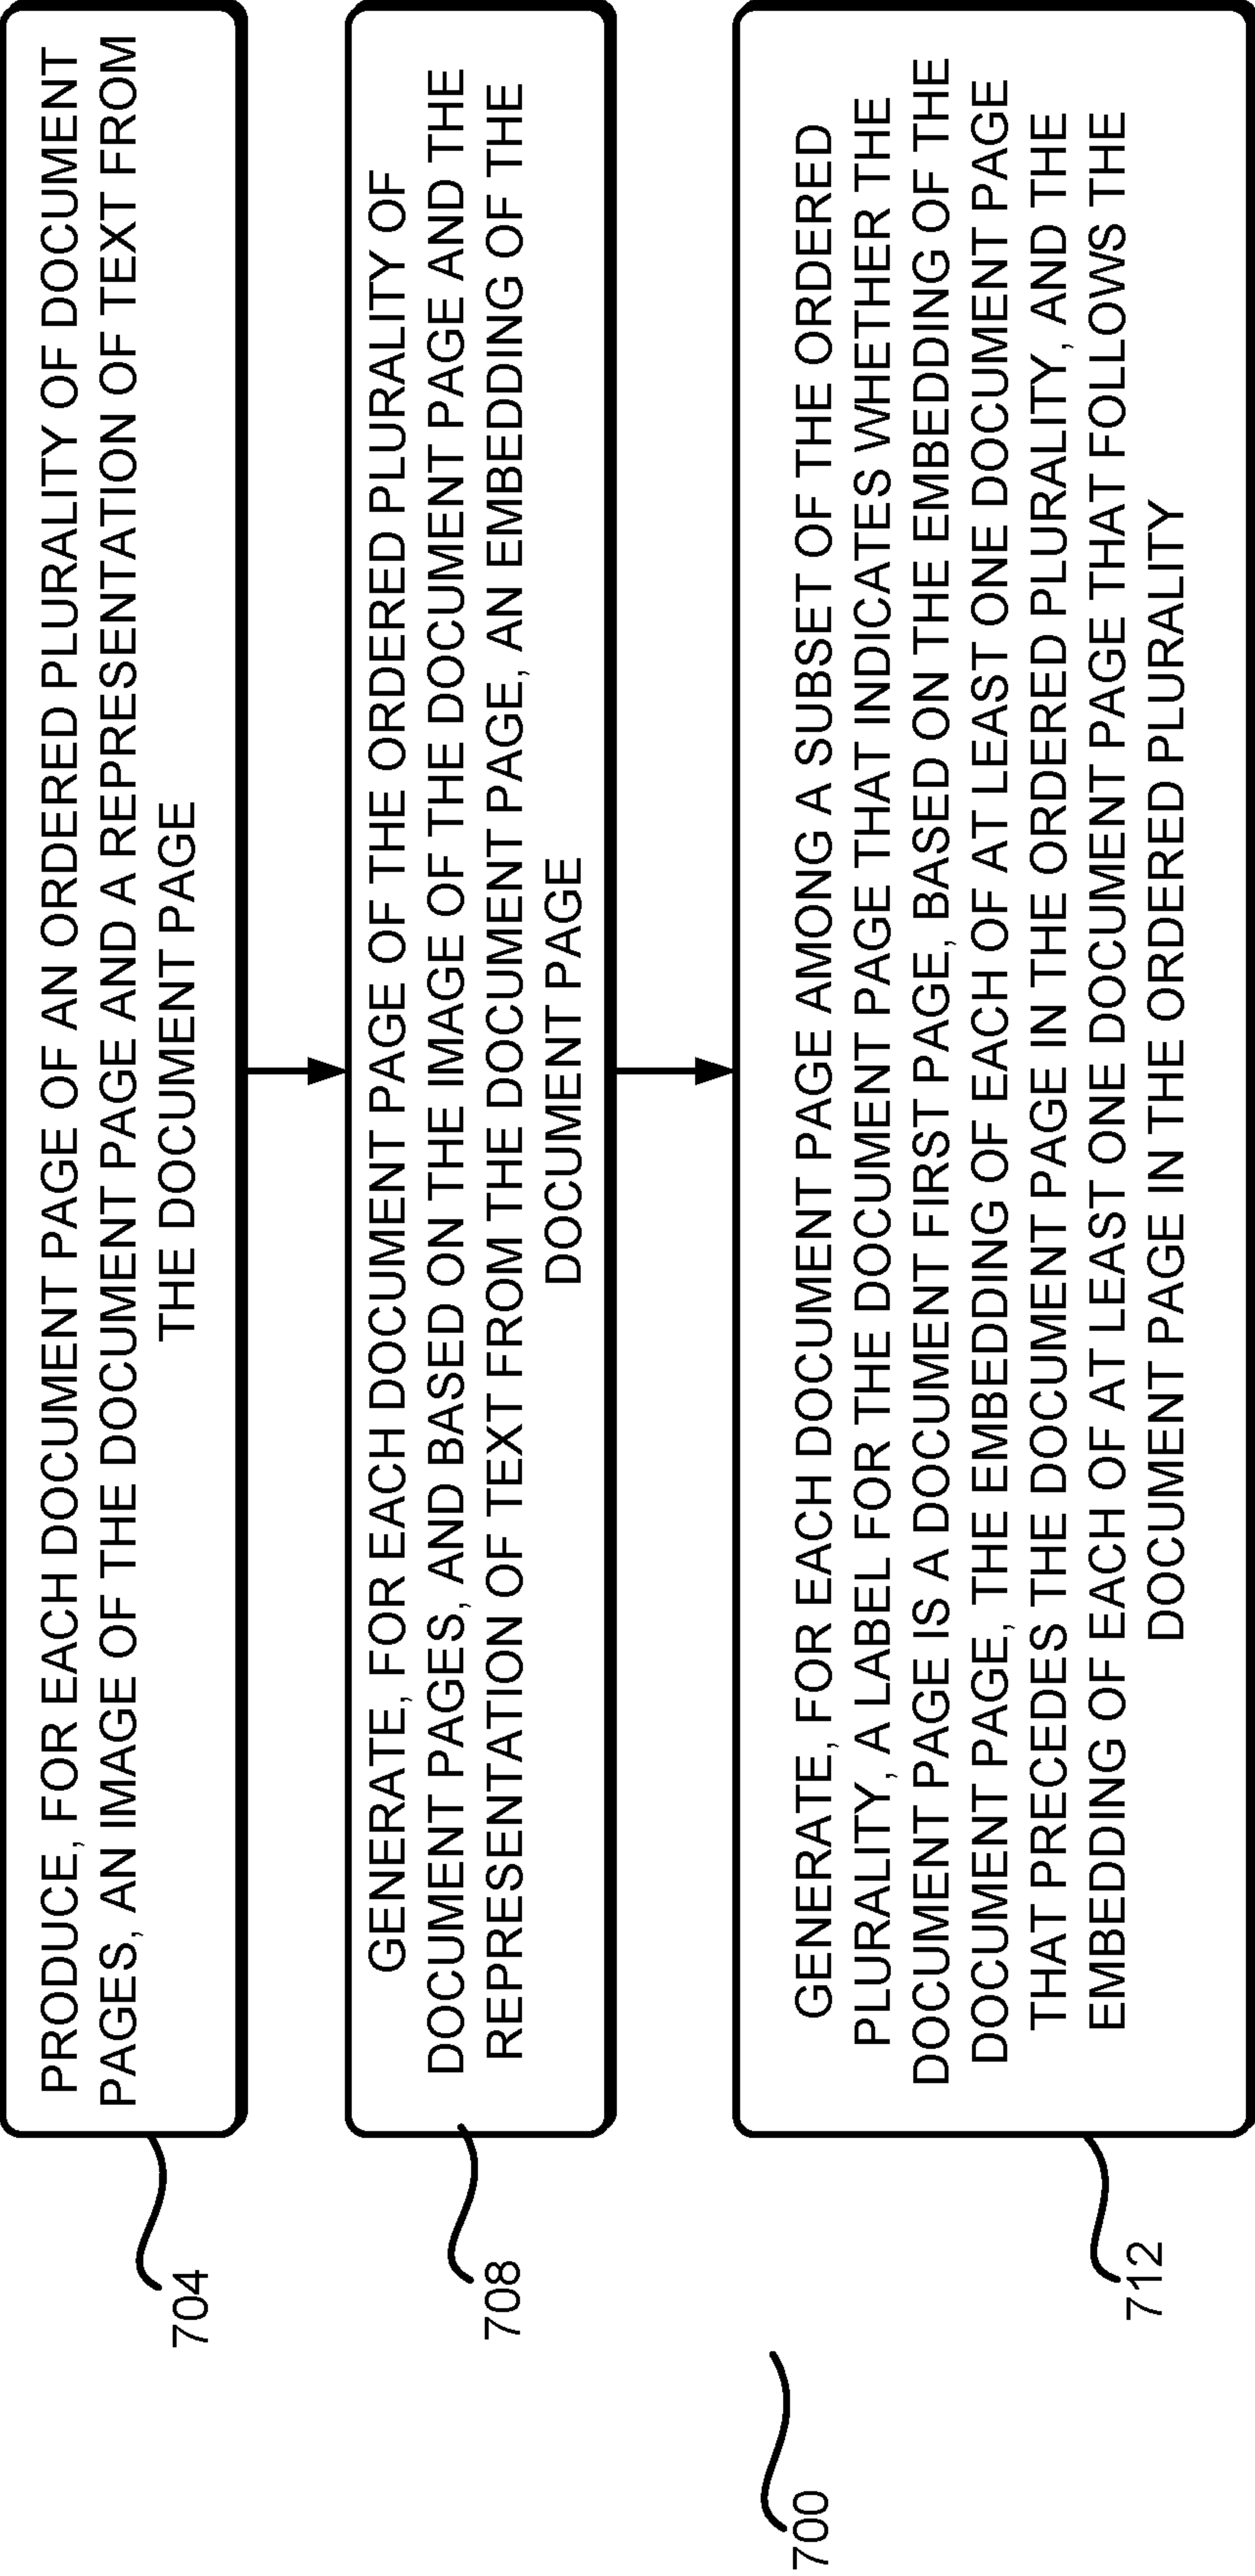 PRODUCE, FOR EACH DOCUMENT PAGE OF AN ORDERED PLURALITY OF DOCUMENT
PAGES, AN IMAGE OF THE DOCUMENT PAGE AND A REPRESENTATION OF TEXT FROM
THE DOCUMENT PAGE
704
GENERATE, FOR EACH DOCUMENT PAGE OF THE ORDERED PLURALITY OF
DOCUMENT PAGES, AND BASED ON THE IMAGE OF THE DOCUMENT PAGE AND THE
REPRESENTATION OF TEXT FROM THE DOCUMENT PAGE, AN EMBEDDING OF THE
DOCUMENT PAGE
708
GENERATE, FOR EACH DOCUMENT PAGE AMONG A SUBSET OF THE ORDERED
PLURALITY, A LABEL FOR THE DOCUMENT PAGE THAT INDICATES WHETHER THE
DOCUMENT PAGE IS A DOCUMENT FIRST PAGE, BASED ON THE EMBEDDING OF THE
DOCUMENT PAGE, THE EMBEDDING OF EACH OF AT LEAST ONE DOCUMENT PAGE
THAT PRECEDES THE DOCUMENT PAGE IN THE ORDERED PLURALITY, AND THE
EMBEDDING OF EACH OF AT LEAST ONE DOCUMENT PAGE THAT FOLLOWS THE
DOCUMENT PAGE IN THE ORDERED PLURALITY
712
700